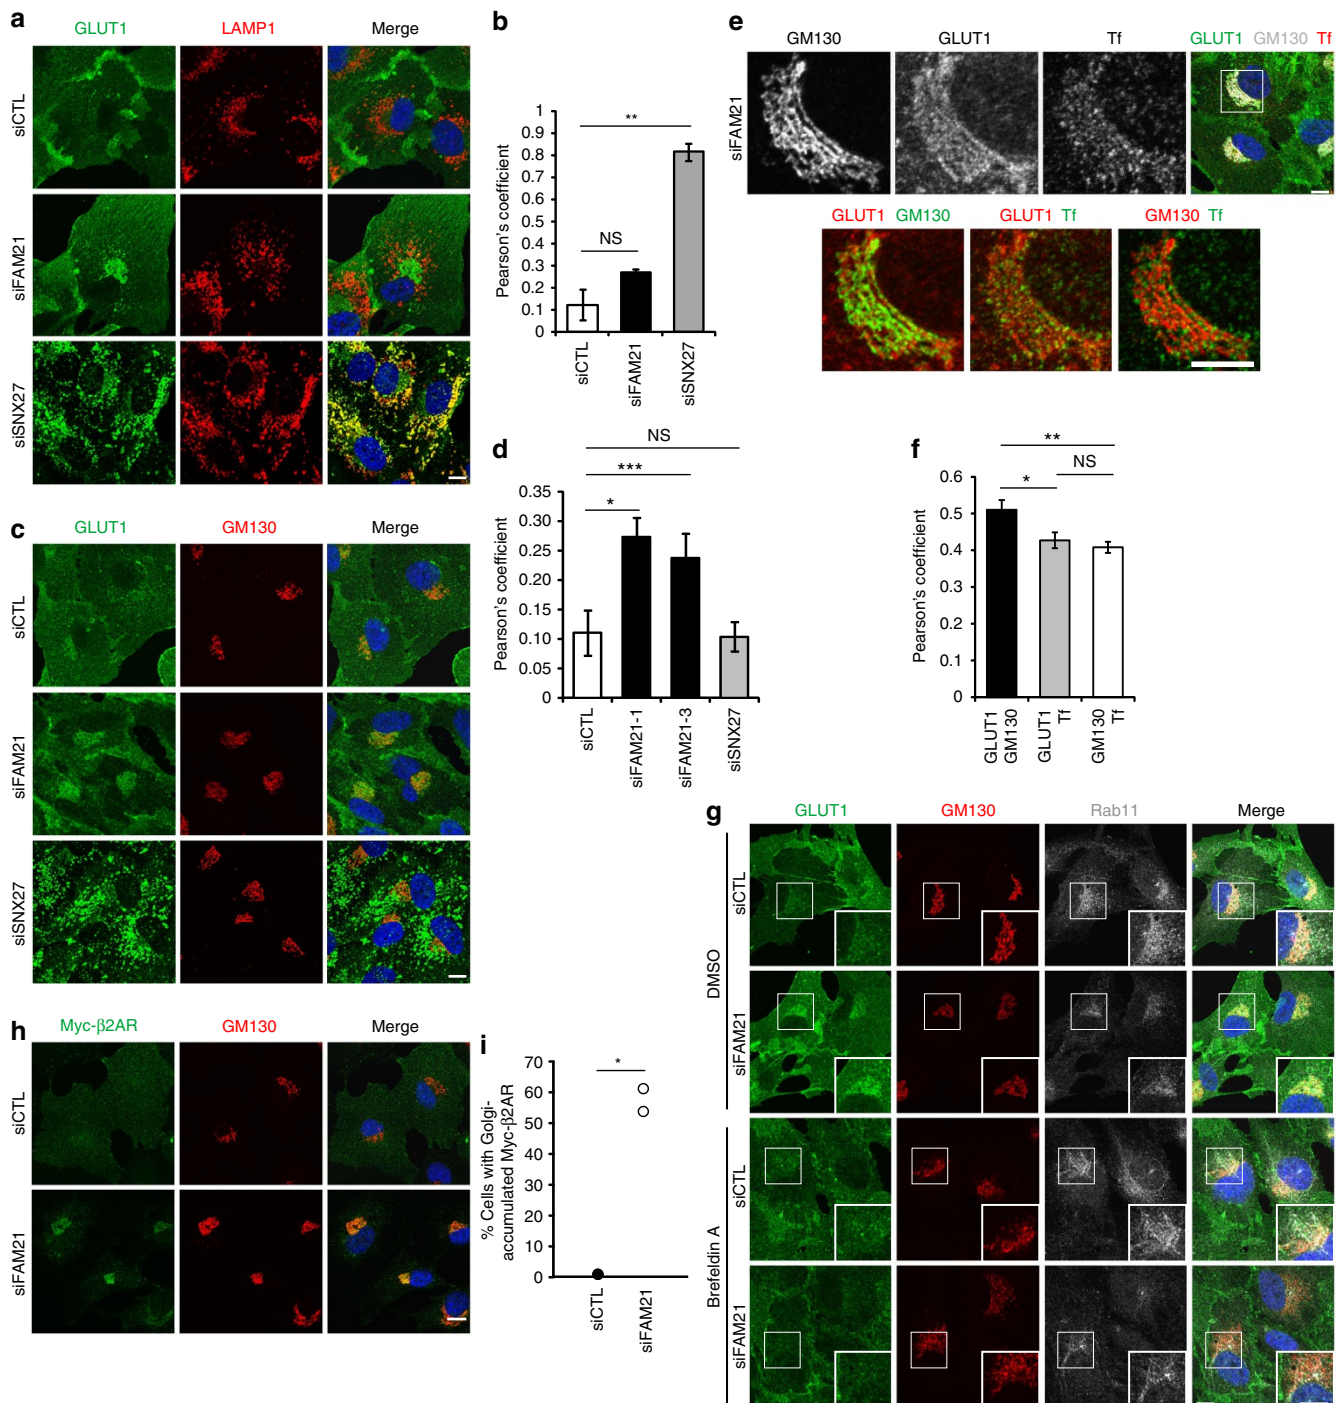 a
GLUT1 LAMP1 Merge
siCTL
siFAM21
siSNX27
b
Pearson's coefficient
1
0.9
0.8
0.7
0.6
0.5
0.4
0.3
0.2
0.1
0
**
NS
siCTL
siFAM21
siSNX27
c
GLUT1 GM130 Merge
siCTL
siFAM21
siSNX27
d
Pearson's coefficient
0.35
0.30
0.25
0.20
0.15
0.10
0.05
0
NS
***
*
siCTL
siFAM21-1
siFAM21-3
siSNX27
e
GM130 GLUT1 Tf GLUT1 GM130 Tf
siFAM21
GLUT1 GM130 GLUT1 Tf GM130 Tf
f
Pearson's coefficient
0.6
0.5
0.4
0.3
0.2
0.1
0
**
NS
*
GLUT1
GM130
GLUT1
Tf
GM130
Tf
g
GLUT1 GM130 Rab11 Merge
DMSO
siCTL
siFAM21
Brefeldin A
siCTL
siFAM21
h
Myc-β2AR GM130 Merge
siCTL
siFAM21
i
% Cells with Golgi-
accumulated Myc-β2AR
70
60
50
40
30
20
10
0
*
siCTL
siFAM21